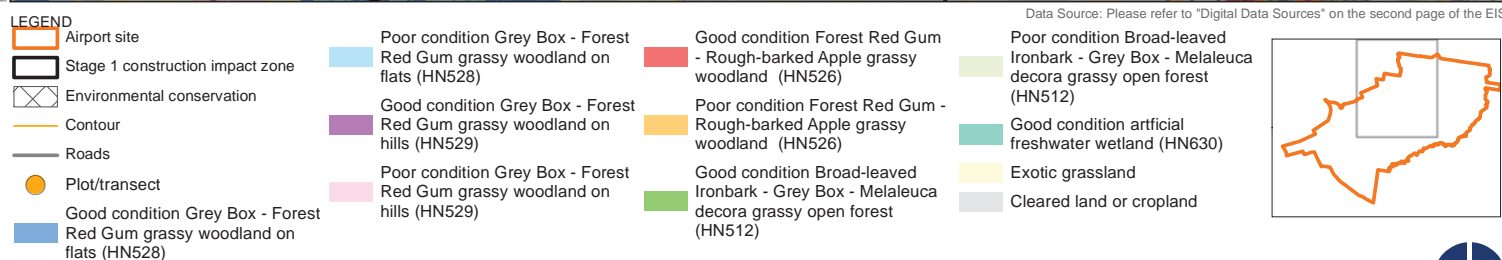 Data Source: Please refer to "Digital Data Sources" on the second page of the EIS
LEGEND
Airport site
Stage 1 construction impact zone
Environmental conservation
Contour
Roads
Plot/transect
Good condition Grey Box - Forest
Red Gum grassy woodland on
flats (HN528)
Poor condition Grey Box - Forest
Red Gum grassy woodland on
flats (HN528)
Good condition Grey Box - Forest
Red Gum grassy woodland on
hills (HN529)
Poor condition Grey Box - Forest
Red Gum grassy woodland on
hills (HN529)
Good condition Forest Red Gum
- Rough-barked Apple grassy
woodland (HN526)
Poor condition Forest Red Gum -
Rough-barked Apple grassy
woodland (HN526)
Good condition Broad-leaved
Ironbark - Grey Box - Melaleuca
decora grassy open forest
(HN512)
Poor condition Broad-leaved
Ironbark - Grey Box - Melaleuca
decora grassy open forest
(HN512)
Good condition artficial
freshwater wetland (HN630)
Exotic grassland
Cleared land or cropland